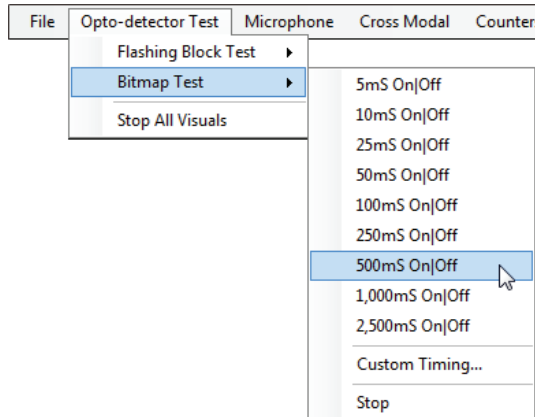 File Opto-detector Test Microphone Cross Modal Counter
Flashing Block Test
Bitmap Test
Stop All Visuals
5mS On|Off
10mS On|Off
25mS On|Off
50mS On|Off
100mS On|Off
250mS On|Off
500mS On|Off
1,000mS On|Off
2,500mS On|Off
Custom Timing...
Stop